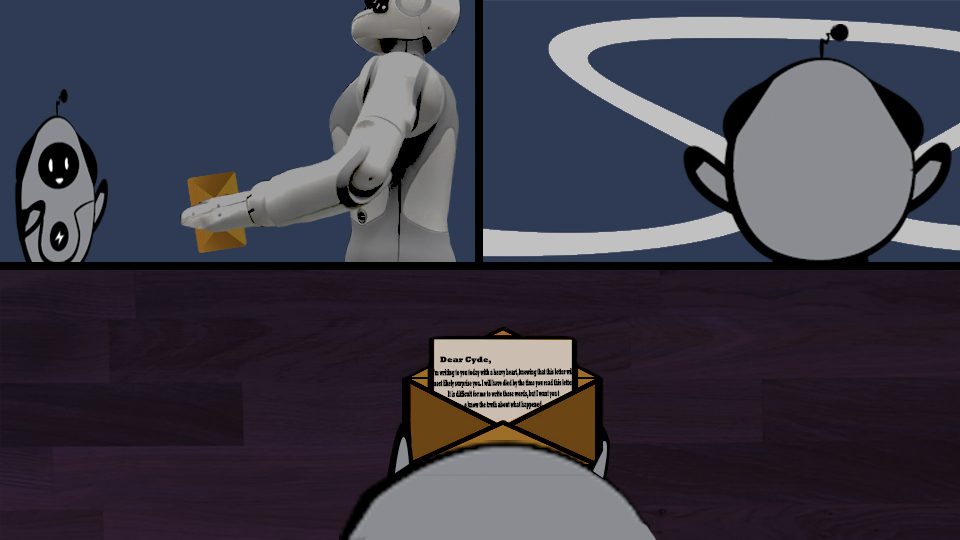 Dear Cyde,
writing to you today with a heavy heart, knowing that this letter
likely surprise you. I will have died by the time you read this
It is difficult for me to write these words, but I want you
know the truth about what happened